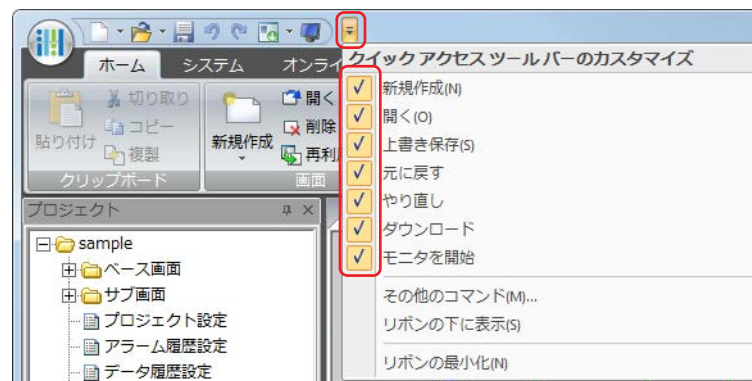 クイック アクセス ツール バーのカスタマイズ
ホーム
システム
オンライ
新規作成(N)
開く(O)
上書き保存(S)
元に戻す
やり直し
ダウンロード
モニタを開始
その他のコマンド(M)...
リボンの下に表示(S)
リボンの最小化(N)
貼り付け
切り取り
コピー
複製
クリップボード
新規作成
開く
削除
再利
画面
プロジェクト
sample
ベース画面
サブ画面
プロジェクト設定
アラーム履歴設定
データ履歴設定